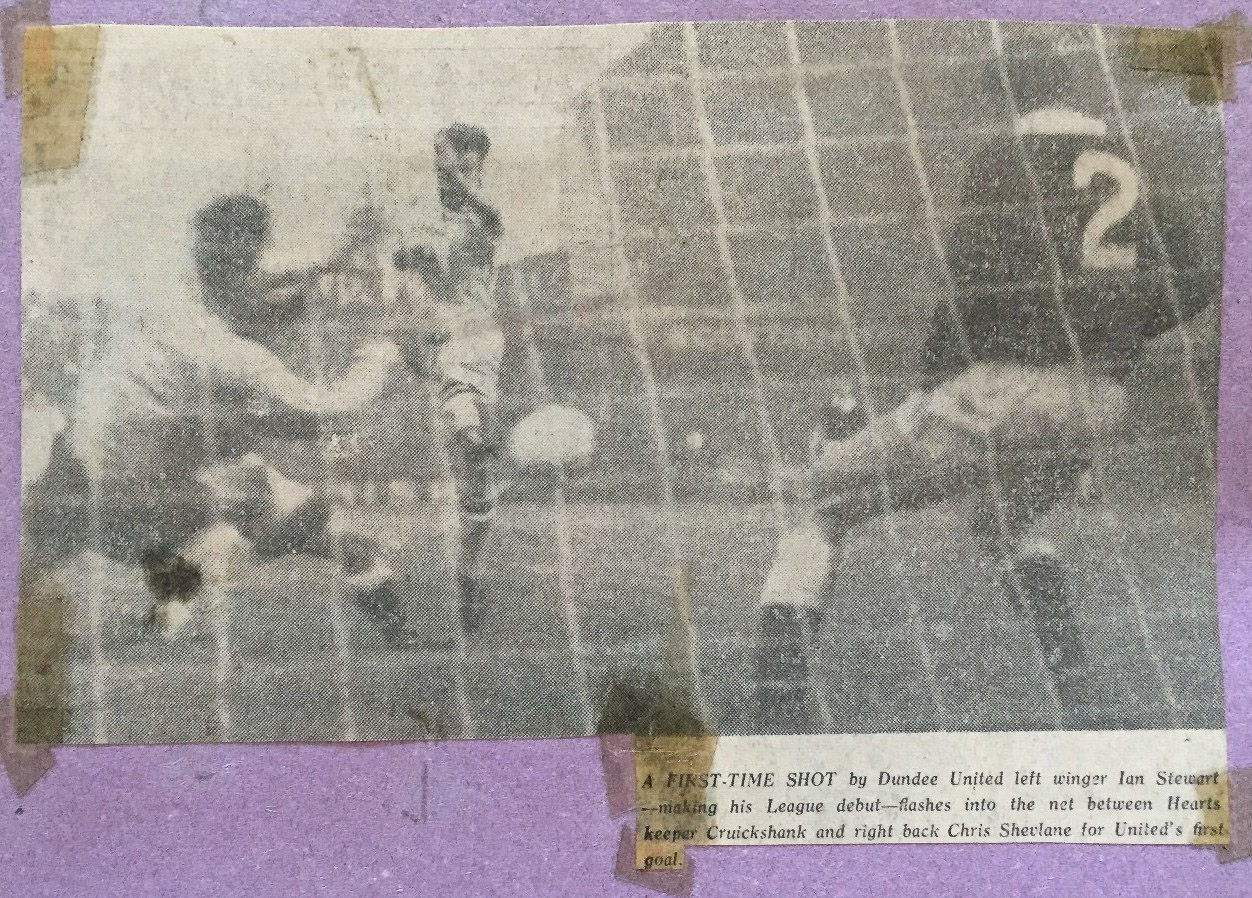 2
A FIRST-TIME SHOT by Dundee United left winger Ian Stewart
—making his League debut—flashes into the net between Hearts
keeper Cruickshank and right back Chris Shevlane for United's first
goal.